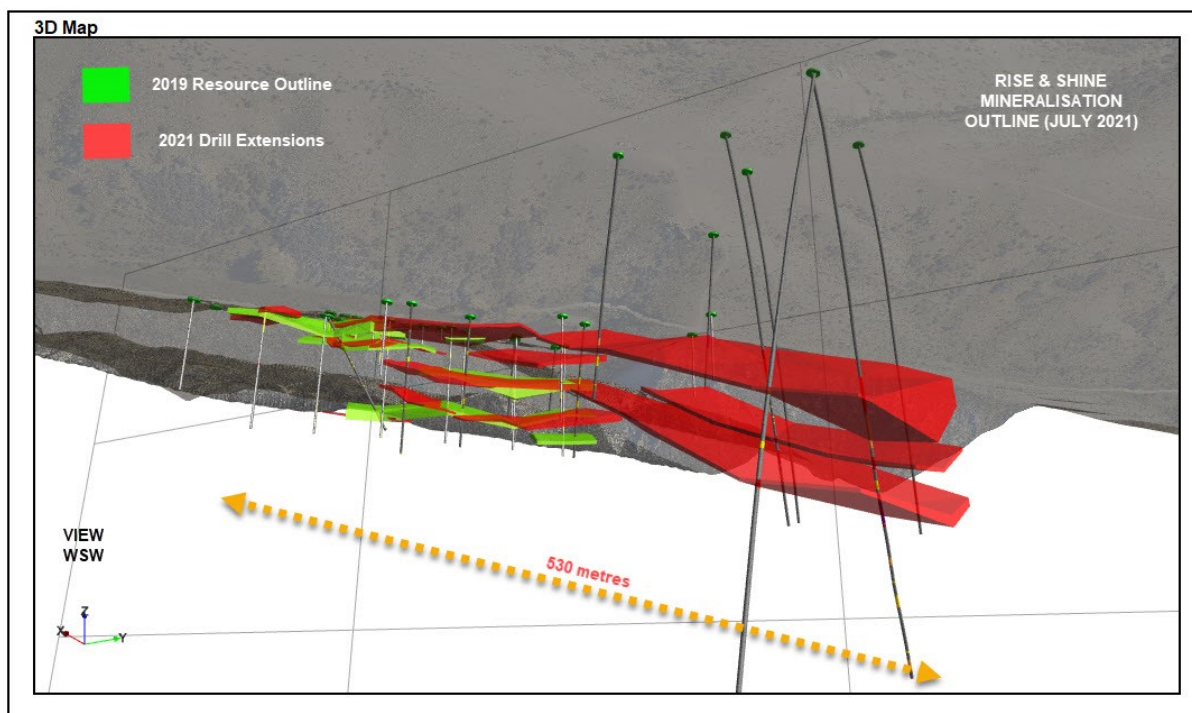 3D Map
2019 Resource Outline
2021 Drill Extensions
RISE & SHINE
MINERALISATION
OUTLINE (JULY 2021)
530 metres
VIEW
WSW
Z
X
Y